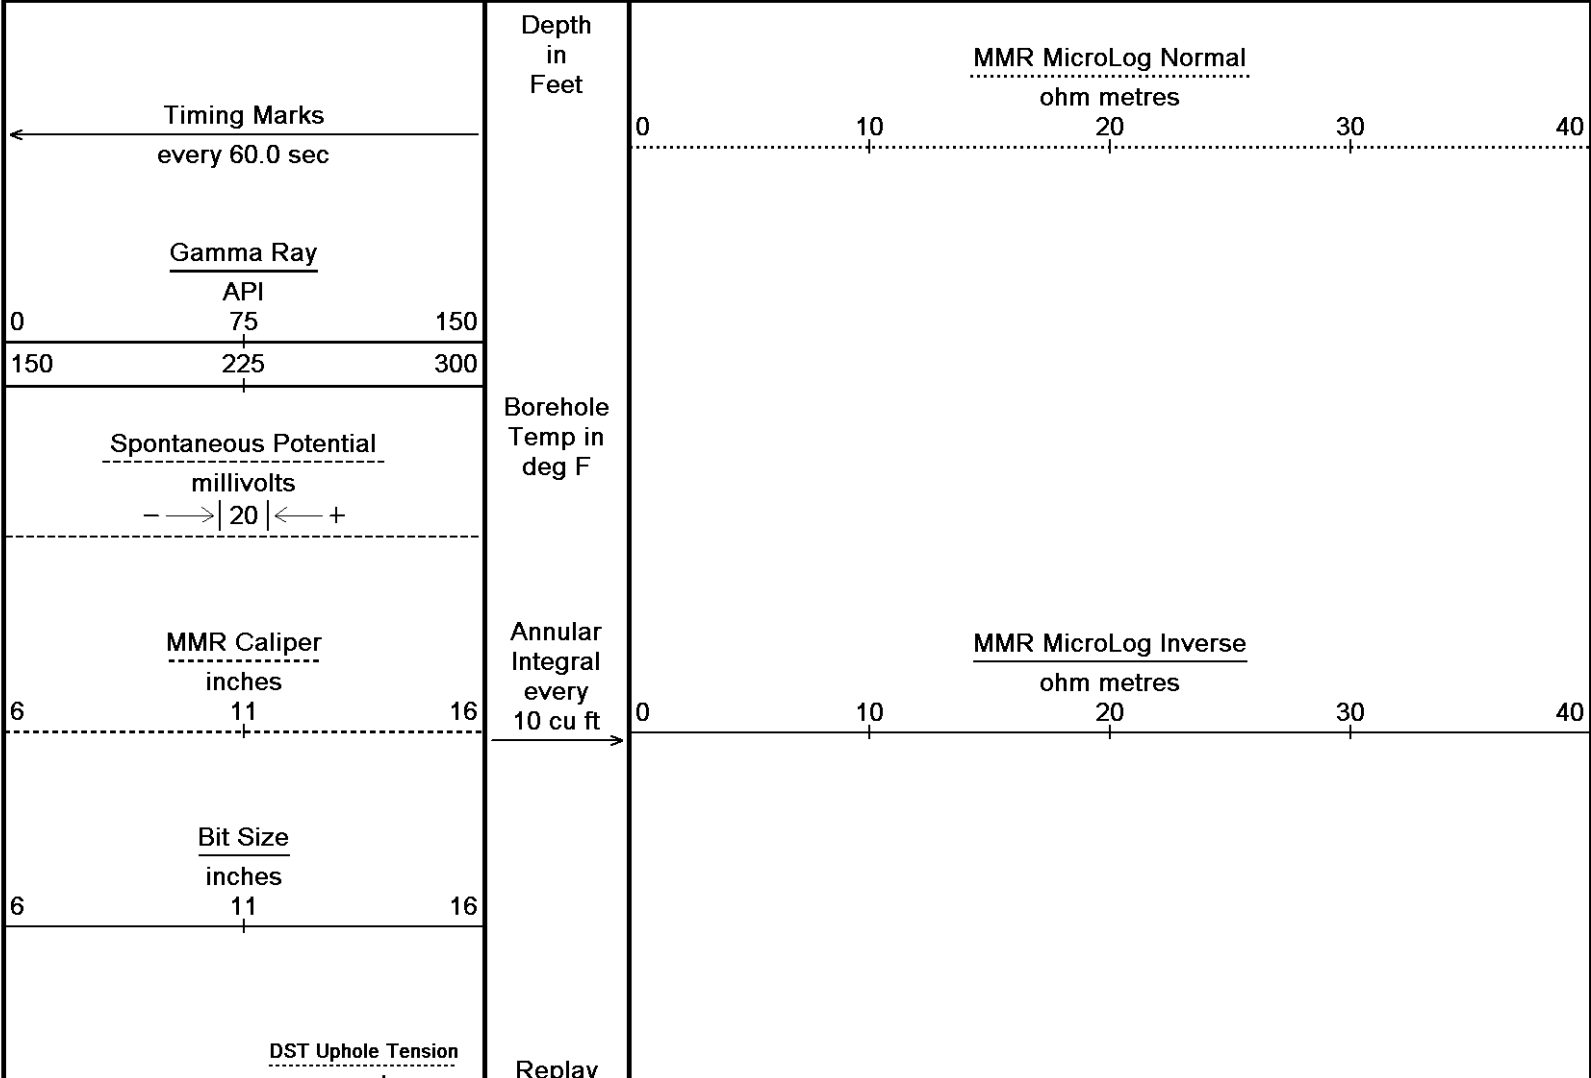 Timing Marks
every 60.0 sec
Gamma Ray
API
0 75 150
150 225 300
Spontaneous Potential
millivolts
− 20 +
MMR Caliper
inches
6 11 16
Bit Size
inches
6 11 16
DST Uphole Tension
Depth
in
Feet
Borehole
Temp in
deg F
Annular
Integral
every
10 cu ft
Replay
MMR MicroLog Normal
ohm metres
0 10 20 30 40
MMR MicroLog Inverse
ohm metres
0 10 20 30 40